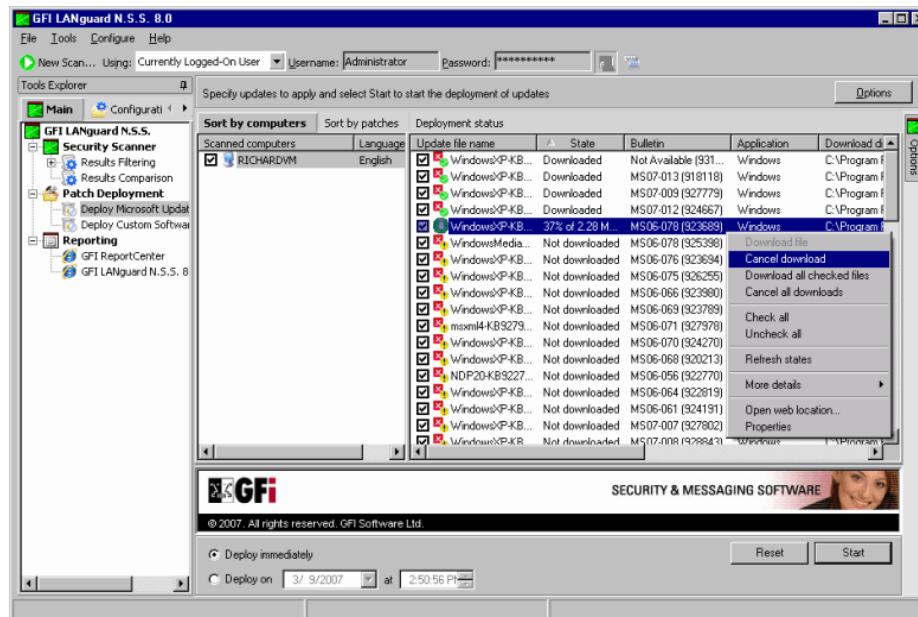 GFI LANguard N.S.S. 8.0
File Tools Configure Help
New Scan... Using: Currently Logged-On User Username: Administrator Password: **********
Tools Explorer
Main Configurati
GFI LANguard N.S.S.
Security Scanner
Results Filtering
Results Comparison
Patch Deployment
Deploy Microsoft Updat
Deploy Custom Softwar
Reporting
GFI ReportCenter
GFI LANguard N.S.S. 8
Specify updates to apply and select Start to start the deployment of updates
Options
Sort by computers Sort by patches
Scanned computers Language
RICHARDVM English
Deployment status
Update file name State Bulletin Application Download di
WindowsXP-KB... Downloaded Not Available (931... Windows C:\Program F
WindowsXP-KB... Downloaded MS07-013 (918118) Windows C:\Program F
WindowsXP-KB... Downloaded MS07-009 (927779) Windows C:\Program F
WindowsXP-KB... Downloaded MS07-012 (924667) Windows C:\Program F
WindowsXP-KB... 37% of 2.28 M... MS06-078 (923689) Windows C:\Program F
WindowsMedia... Not downloaded MS06-078 (925398)
WindowsXP-KB... Not downloaded MS06-076 (923694)
WindowsXP-KB... Not downloaded MS06-075 (926255)
WindowsXP-KB... Not downloaded MS06-066 (923980)
WindowsXP-KB... Not downloaded MS06-069 (923789)
msxml4-KB9279... Not downloaded MS06-071 (927978)
WindowsXP-KB... Not downloaded MS06-070 (924270)
WindowsXP-KB... Not downloaded MS06-068 (920213)
NDP20-KB9227... Not downloaded MS06-056 (922770)
WindowsXP-KB... Not downloaded MS06-064 (922819)
WindowsXP-KB... Not downloaded MS06-061 (924191)
WindowsXP-KB... Not downloaded MS07-007 (927802)
WindowsXP-KB... Not downloaded MS07-008 (928843) Windows C:\Program F
Download file
Cancel download
Download all checked files
Cancel all downloads
Check all
Uncheck all
Refresh states
More details
Open web location...
Properties
Options
GFi
SECURITY & MESSAGING SOFTWARE
© 2007. All rights reserved. GFI Software Ltd.
Deploy immediately
Deploy on 3/ 9/2007 at 2:50:56 PM
Reset Start